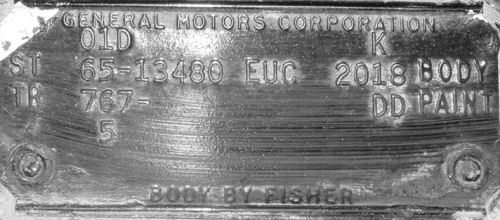 GENERAL MOTORS CORPORATION
01D K
ST 65-13480 EUC 2018 BODY
TR 767- DD PAINT
5
BODY BY FISHER